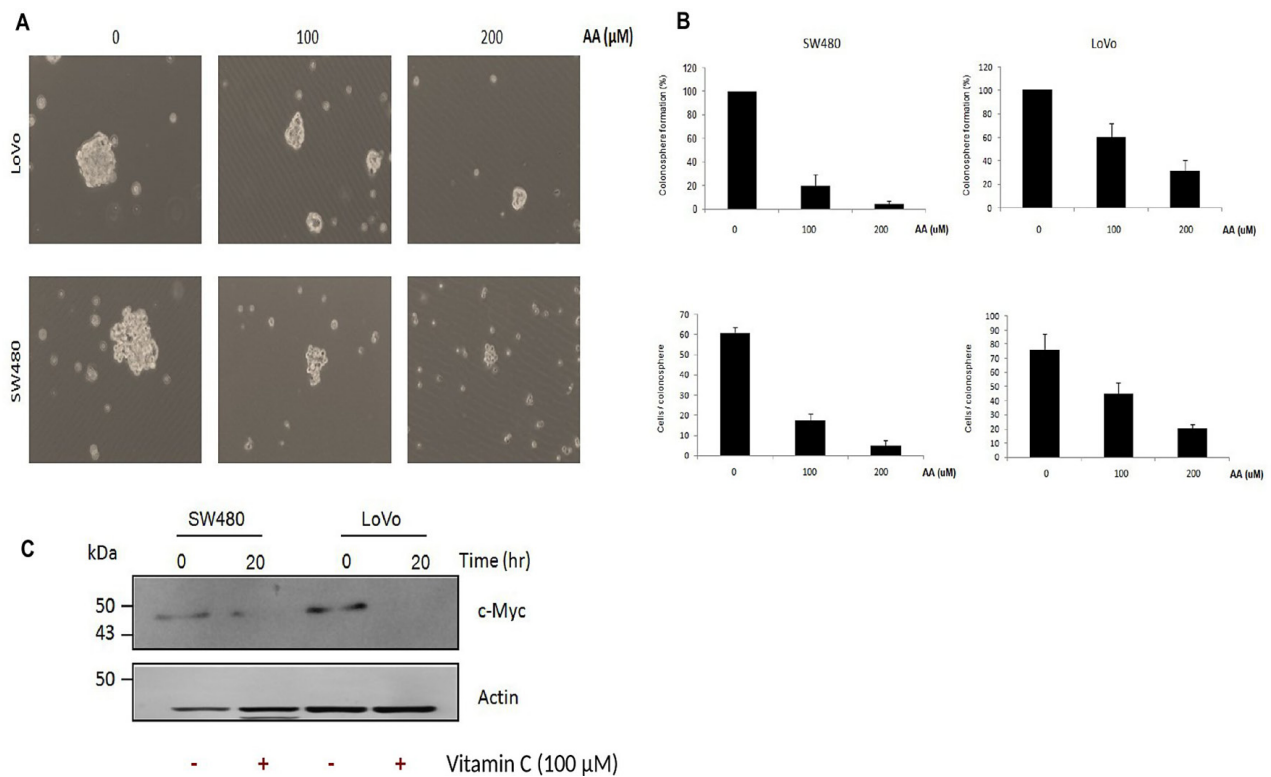 A
0 100 200 AA (µM)
LoVo
SW480
B
SW480
Colonosphere formation (%)
120
100
80
60
40
20
0
0 100 200 AA (uM)
LoVo
Colonosphere formation (%)
120
100
80
60
40
20
0
0 100 200 AA (uM)
Cells / colonosphere
70
60
50
40
30
20
10
0
0 100 200 AA (uM)
Cells / colonosphere
100
90
80
70
60
50
40
30
20
10
0
0 100 200 AA (uM)
C
SW480 LoVo
kDa 0 20 0 20 Time (hr)
50 c-Myc
43
50
Actin
- + - + Vitamin C (100 µM)